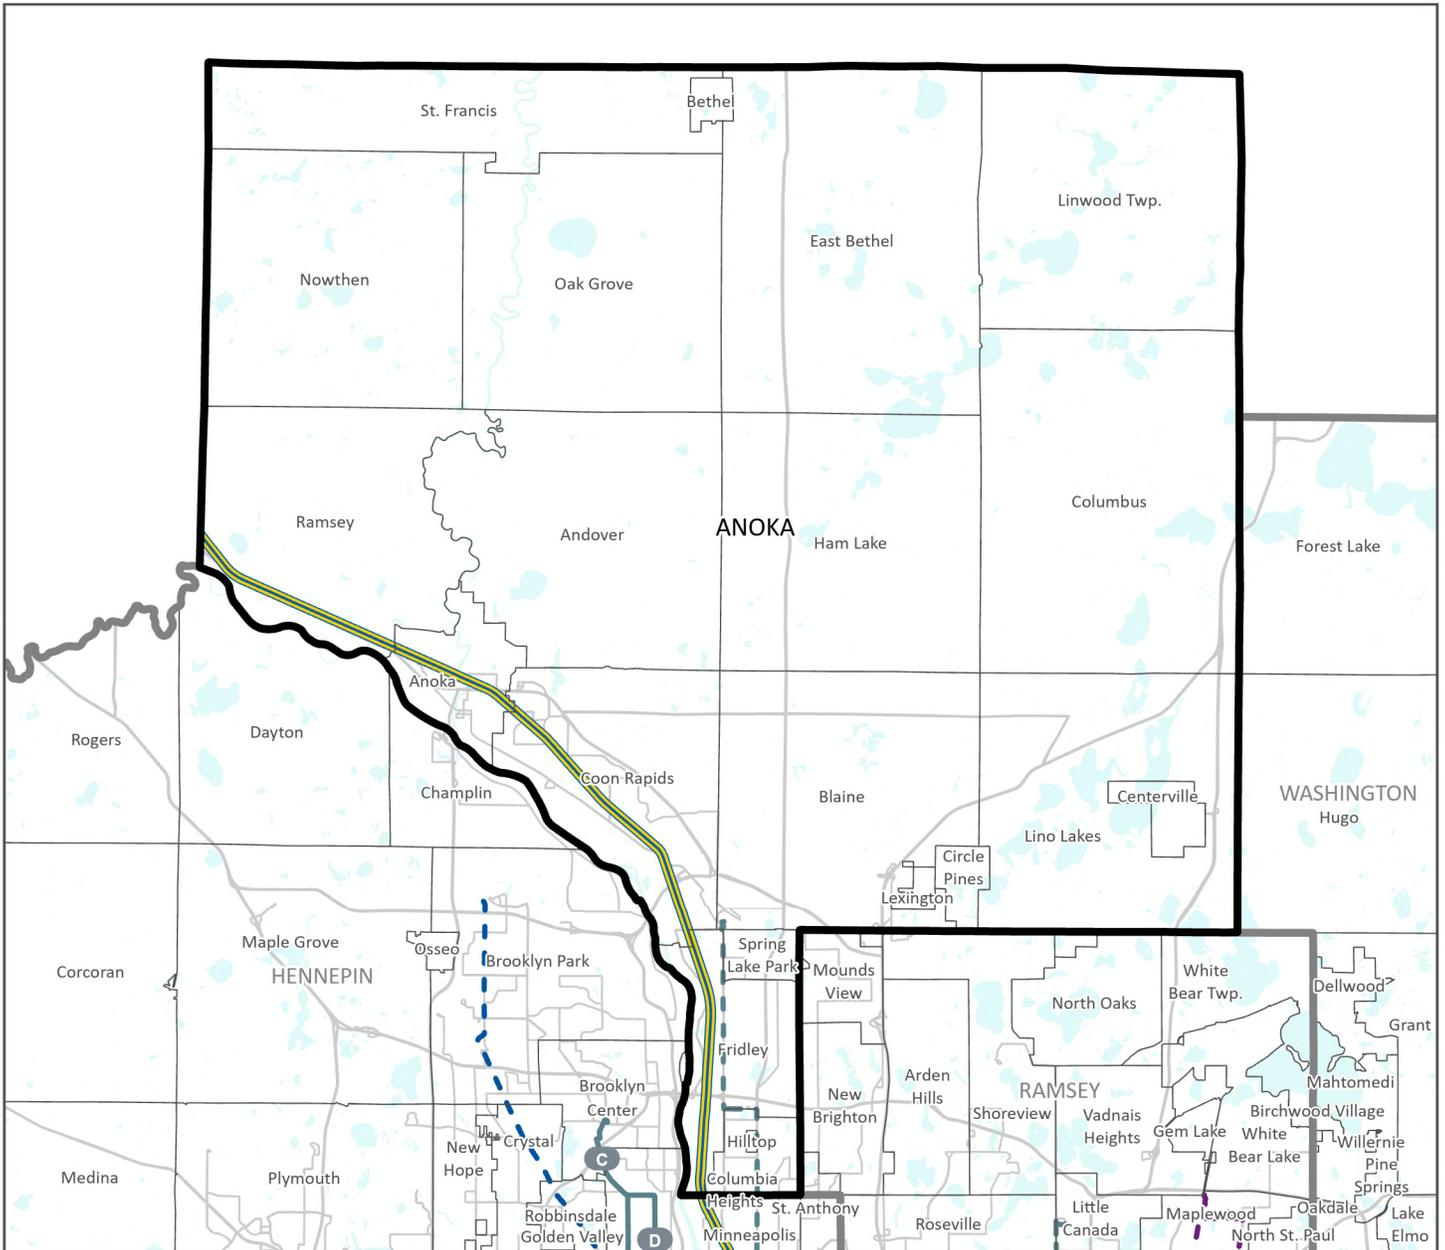 St. Francis
Bethel
Linwood Twp.
East Bethel
Nowthen
Oak Grove
Columbus
Ramsey
ANOKA
Andover
Ham Lake
Forest Lake
Anoka
Rogers
Dayton
Coon Rapids
Champlin
Blaine
Centerville
WASHINGTON
Hugo
Lino Lakes
Circle
Pines
Lexington
Maple Grove
Osseo
Spring
Lake Park
Corcoran
HENNEPIN
Brooklyn Park
Mounds
View
White
Bear Twp.
Dellwood
North Oaks
Grant
Fridley
Brooklyn
Center
New
Brighton
Arden
Hills
RAMSEY
Shoreview
Mahtomedi
Vadnais
Heights
Birchwood Village
Gem Lake
White
Bear Lake
Willernie
New
Hope
Crystal
Hilltop
C
Medina
Plymouth
Columbia
Heights
Pine
Springs
St. Anthony
Robbinsdale
Golden Valley
D
Minneapolis
Roseville
Little
Canada
Maplewood
Oakdale
North St. Paul
Lake
Elmo